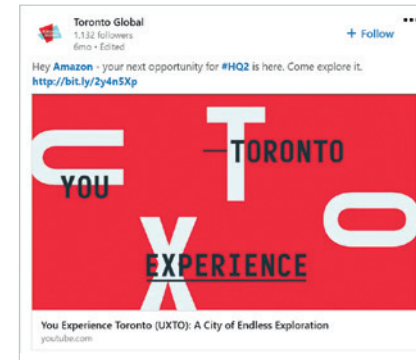 Toronto Global
1,132 followers
6mo • Edited
+ Follow
Hey Amazon - your next opportunity for #HQ2 is here. Come explore it.
http://bit.ly/2y4n5Xp
U T
—TORONTO
YOU
O
X
EXPERIENCE
You Experience Toronto (UXTO): A City of Endless Exploration
youtube.com